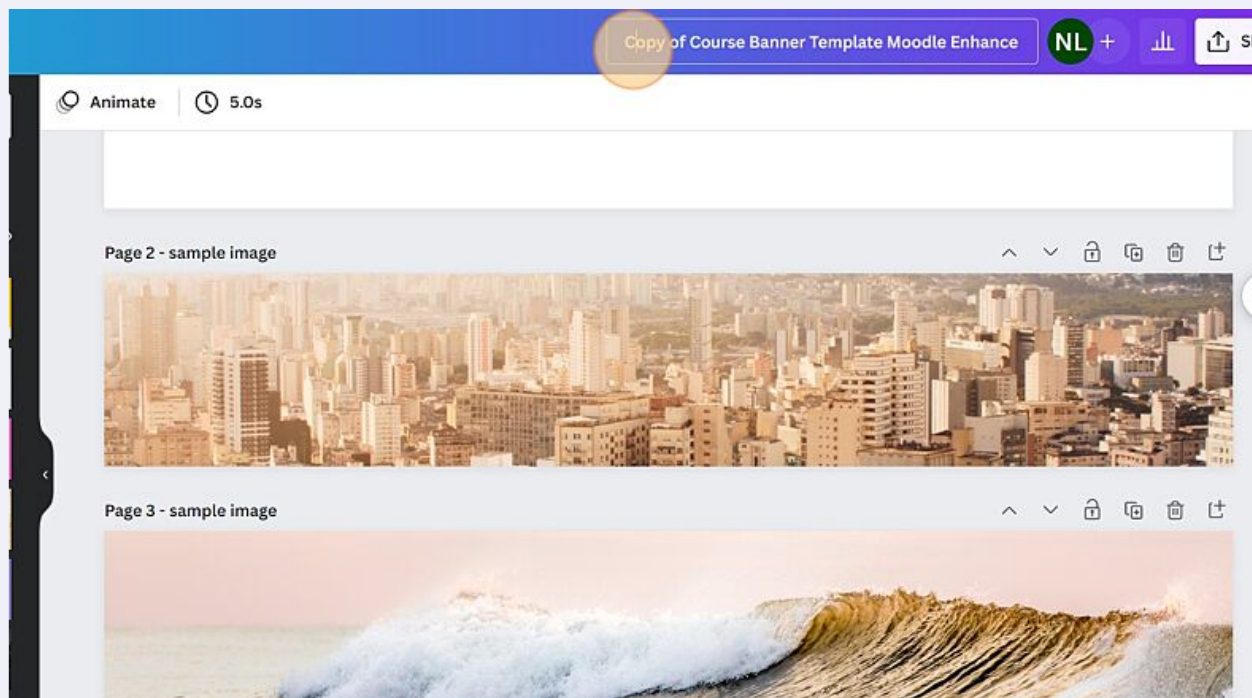 Copy of Course Banner Template Moodle Enhance
NL
Animate
5.0s
Page 2 - sample image
Page 3 - sample image